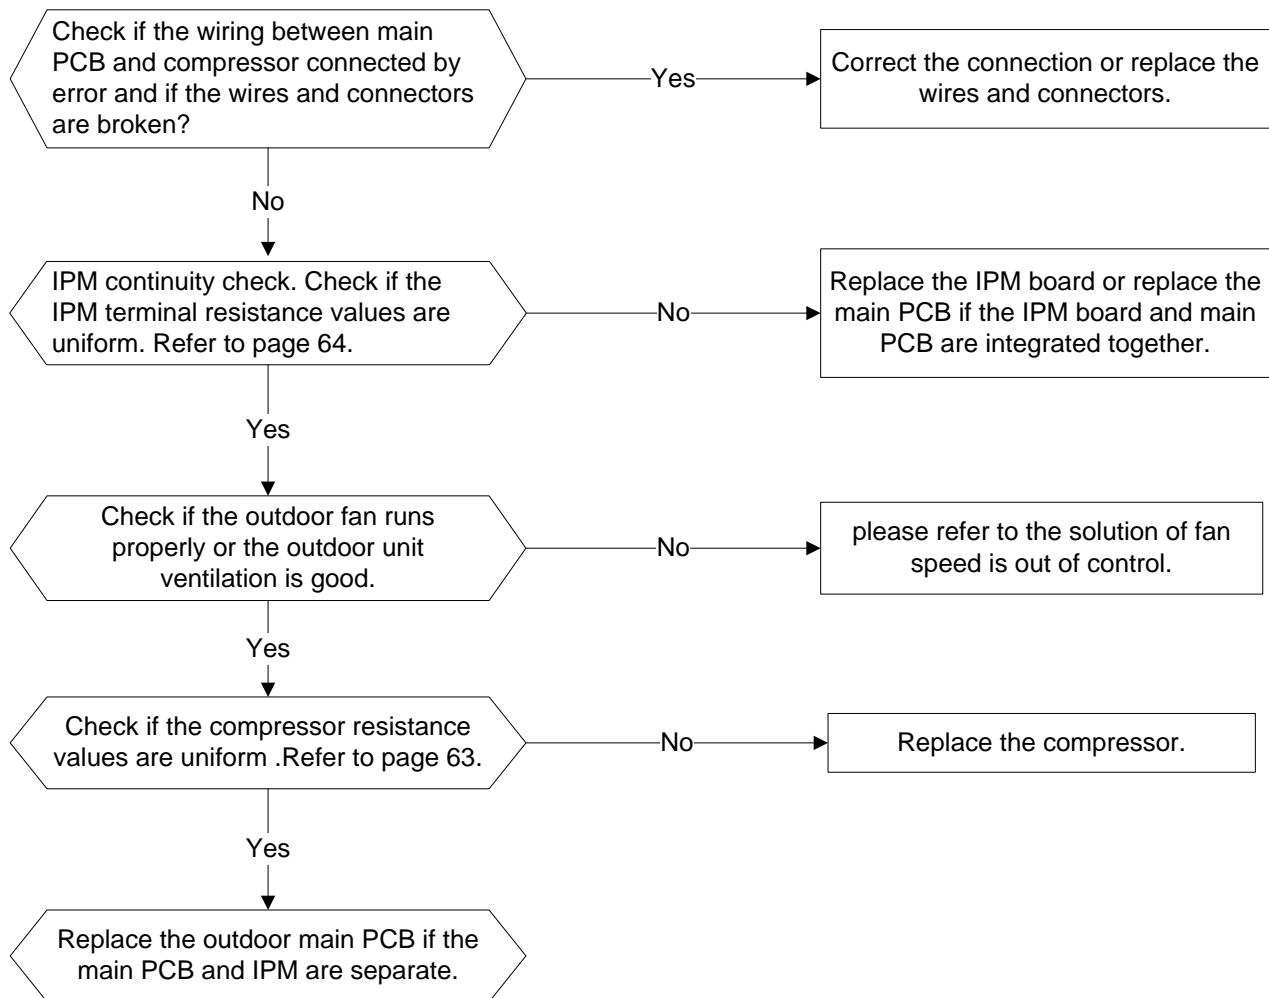 Check if the wiring between main
PCB and compressor connected by
error and if the wires and connectors
are broken?
Yes
Correct the connection or replace the
wires and connectors.
No
IPM continuity check. Check if the
IPM terminal resistance values are
uniform. Refer to page 64.
No
Replace the IPM board or replace the
main PCB if the IPM board and main
PCB are integrated together.
Yes
Check if the outdoor fan runs
properly or the outdoor unit
ventilation is good.
No
please refer to the solution of fan
speed is out of control.
Yes
Check if the compressor resistance
values are uniform .Refer to page 63.
No
Replace the compressor.
Yes
Replace the outdoor main PCB if the
main PCB and IPM are separate.